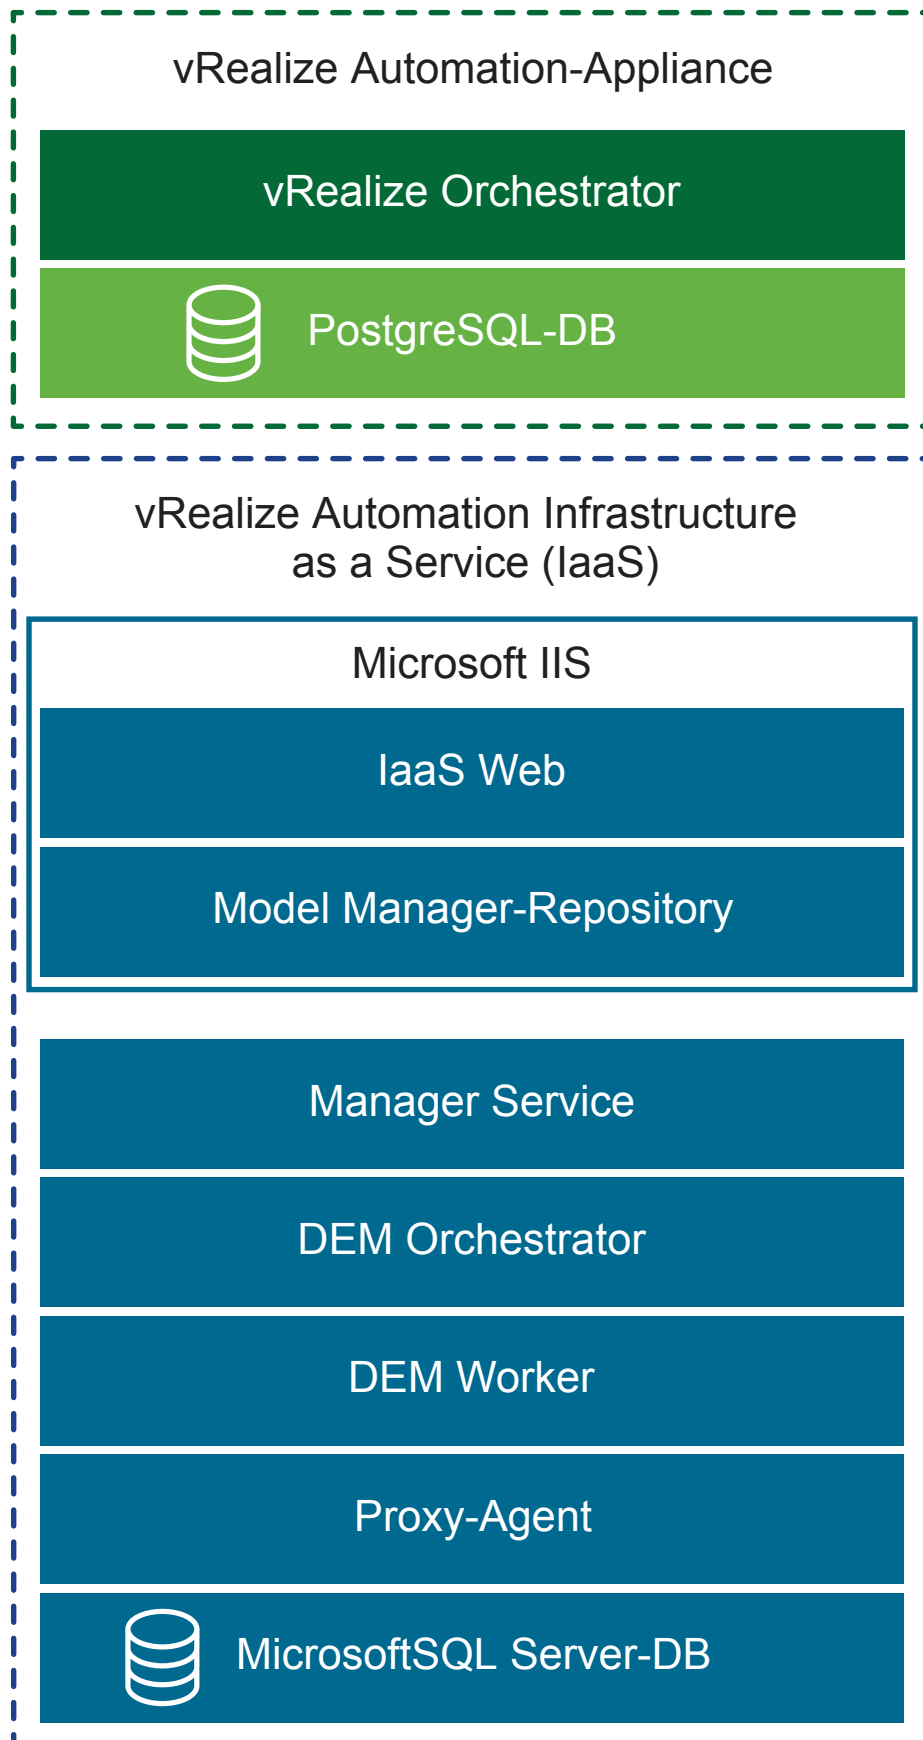 vRealize Automation-Appliance
vRealize Orchestrator
PostgreSQL-DB
vRealize Automation Infrastructure
as a Service (IaaS)
Microsoft IIS
IaaS Web
Model Manager-Repository
Manager Service
DEM Orchestrator
DEM Worker
Proxy-Agent
MicrosoftSQL Server-DB